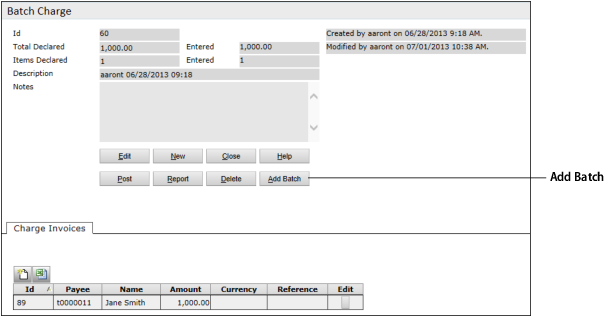 Batch Charge
Id 60 Created by aaront on 06/28/2013 9:18 AM.
Total Declared 1,000.00 Entered 1,000.00 Modified by aaront on 07/01/2013 10:38 AM.
Items Declared 1 Entered 1
Description aaront 06/28/2013 09:18
Notes
Edit New Close Help
Post Report Delete Add Batch Add Batch
Charge Invoices
Id Payee Name Amount Currency Reference Edit
89 t0000011 Jane Smith 1,000.00